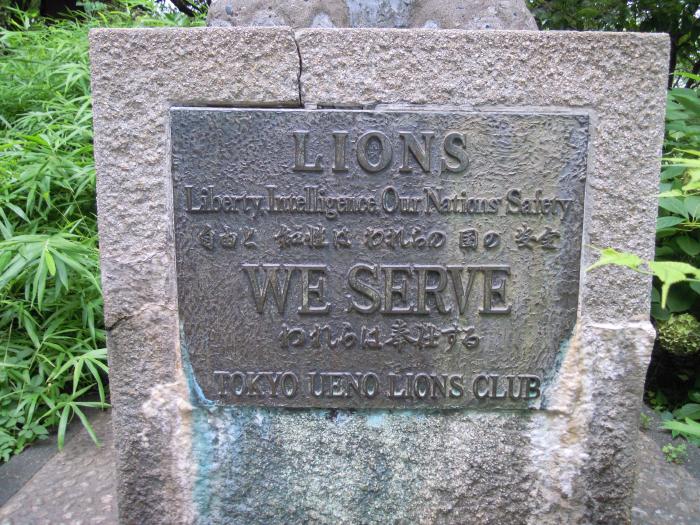 LIONS
Liberty, Intelligence, Our Nations' Safety
自由と 知性は われらの 国の 安全
WE SERVE
われらは奉仕する
TOKYO UENO LIONS CLUB